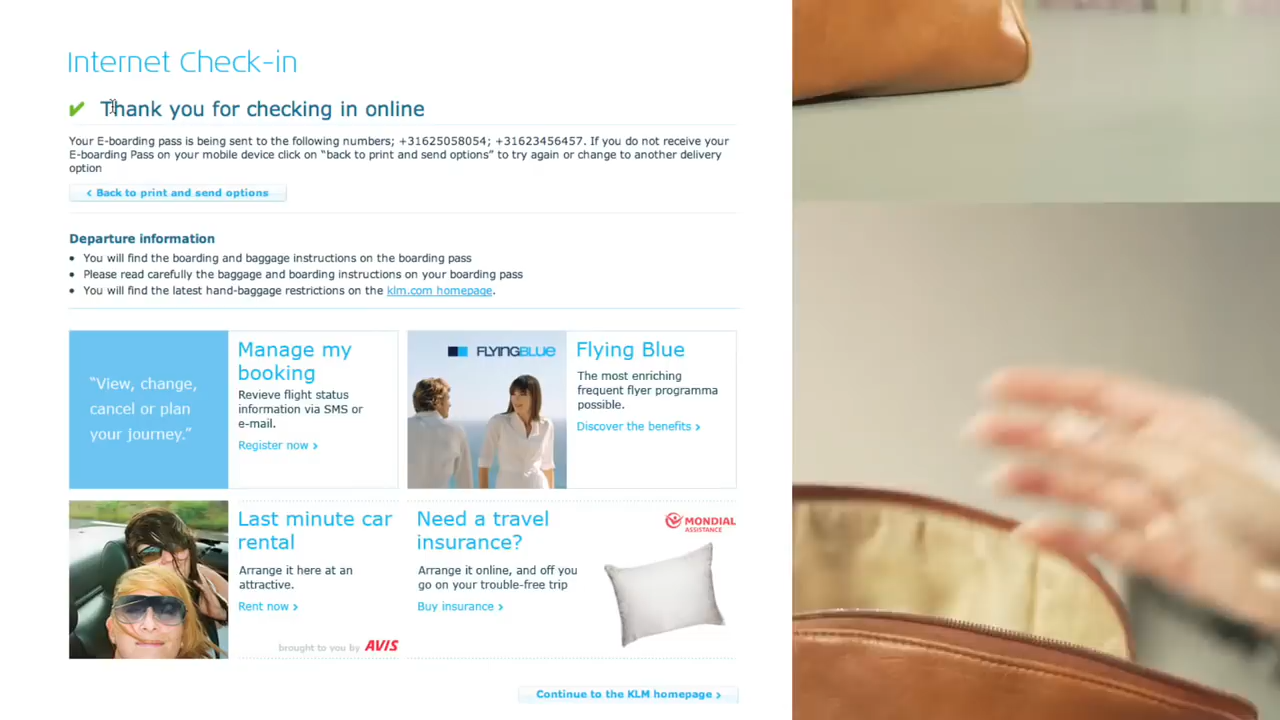 Internet Check-in
✔ Thank you for checking in online
Your E-boarding pass is being sent to the following numbers; +31625058054; +31623456457. If you do not receive your
E-boarding Pass on your mobile device click on “back to print and send options” to try again or change to another delivery
option
‹ Back to print and send options
Departure information
• You will find the boarding and baggage instructions on the boarding pass
• Please read carefully the baggage and boarding instructions on your boarding pass
• You will find the latest hand-baggage restrictions on the klm.com homepage.
“View, change,
cancel or plan
your journey.”
Manage my
booking
Revieve flight status
information via SMS or
e-mail.
Register now ›
FLYINGBLUE
Flying Blue
The most enriching
frequent flyer programma
possible.
Discover the benefits ›
Last minute car
rental
Arrange it here at an
attractive.
Rent now ›
brought to you by AVIS
Need a travel
insurance?
Arrange it online, and off you
go on your trouble-free trip
Buy insurance ›
MONDIAL
ASSISTANCE
Continue to the KLM homepage ›